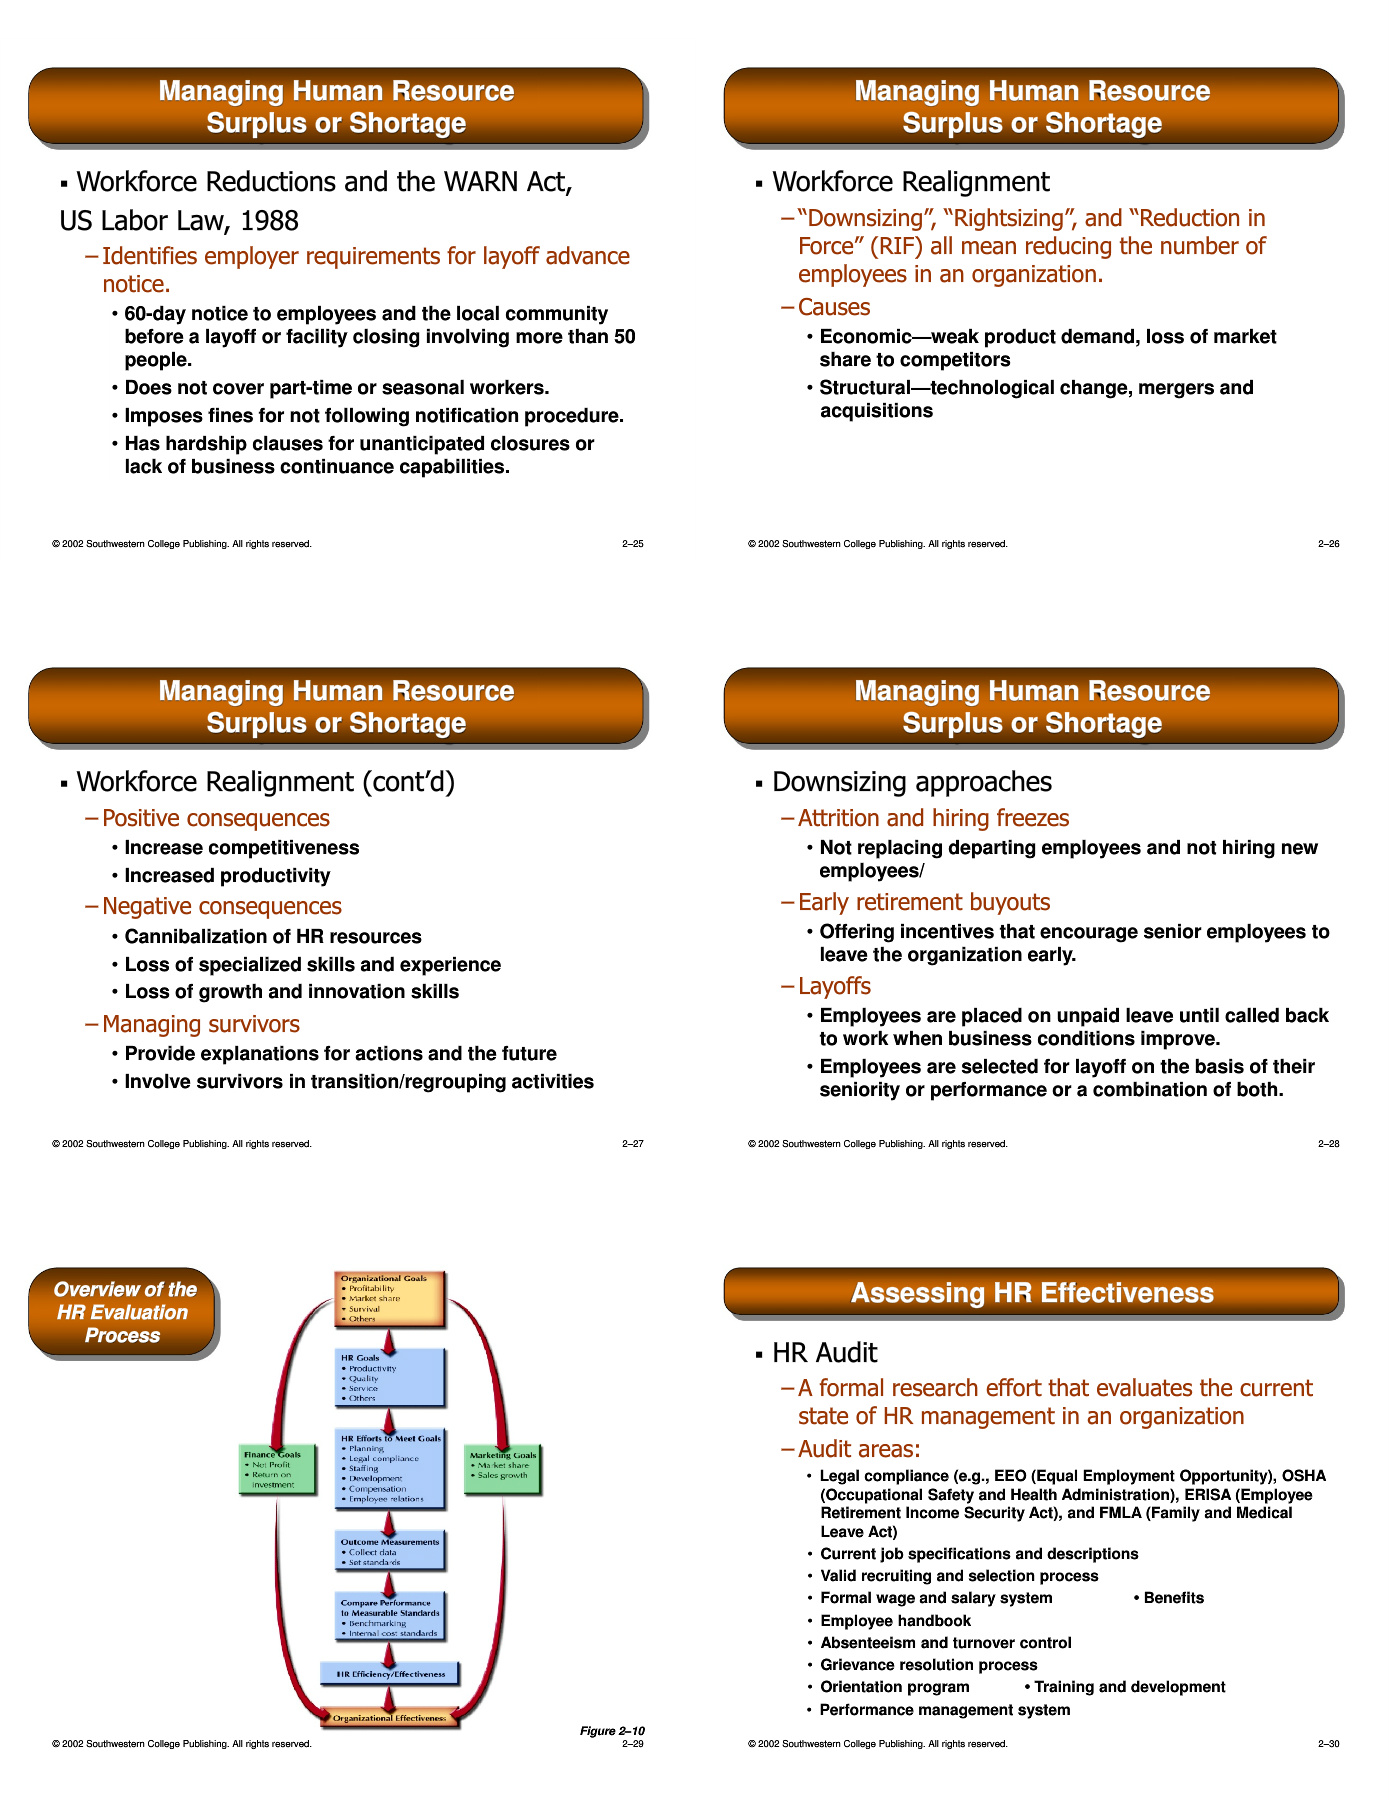 Managing Human Resource
Surplus or Shortage
▪ Workforce Reductions and the WARN Act,
US Labor Law, 1988
– Identifies employer requirements for layoff advance
notice.
• 60-day notice to employees and the local community
before a layoff or facility closing involving more than 50
people.
• Does not cover part-time or seasonal workers.
• Imposes fines for not following notification procedure.
• Has hardship clauses for unanticipated closures or
lack of business continuance capabilities.
© 2002 Southwestern College Publishing. All rights reserved.
2–25
Managing Human Resource
Surplus or Shortage
▪ Workforce Realignment
– “Downsizing”, “Rightsizing”, and “Reduction in
Force” (RIF) all mean reducing the number of
employees in an organization.
– Causes
• Economic—weak product demand, loss of market
share to competitors
• Structural—technological change, mergers and
acquisitions
© 2002 Southwestern College Publishing. All rights reserved.
2–26
Managing Human Resource
Surplus or Shortage
▪ Workforce Realignment (cont’d)
– Positive consequences
• Increase competitiveness
• Increased productivity
– Negative consequences
• Cannibalization of HR resources
• Loss of specialized skills and experience
• Loss of growth and innovation skills
– Managing survivors
• Provide explanations for actions and the future
• Involve survivors in transition/regrouping activities
© 2002 Southwestern College Publishing. All rights reserved.
2–27
Managing Human Resource
Surplus or Shortage
▪ Downsizing approaches
– Attrition and hiring freezes
• Not replacing departing employees and not hiring new
employees/
– Early retirement buyouts
• Offering incentives that encourage senior employees to
leave the organization early.
– Layoffs
• Employees are placed on unpaid leave until called back
to work when business conditions improve.
• Employees are selected for layoff on the basis of their
seniority or performance or a combination of both.
© 2002 Southwestern College Publishing. All rights reserved.
2–28
Overview of the
HR Evaluation
Process
Organizational Goals
• Profitability
• Market share
• Survival
• Others
HR Goals
• Productivity
• Quality
• Service
• Others
HR Efforts to Meet Goals
• Planning
• Legal compliance
• Staffing
• Development
• Compensation
• Employee relations
Finance Goals
• Net Profit
• Return on
investment
Marketing Goals
• Market share
• Sales growth
Outcome Measurements
• Collect data
• Set standards
Compare Performance
to Measurable Standards
• Benchmarking
• Internal cost standards
HR Efficiency/Effectiveness
Organizational Effectiveness
Figure 2–10
© 2002 Southwestern College Publishing. All rights reserved.
2–29
Assessing HR Effectiveness
▪ HR Audit
– A formal research effort that evaluates the current
state of HR management in an organization
– Audit areas:
• Legal compliance (e.g., EEO (Equal Employment Opportunity), OSHA
(Occupational Safety and Health Administration), ERISA (Employee
Retirement Income Security Act), and FMLA (Family and Medical
Leave Act)
• Current job specifications and descriptions
• Valid recruiting and selection process
• Formal wage and salary system • Benefits
• Employee handbook
• Absenteeism and turnover control
• Grievance resolution process
• Orientation program • Training and development
• Performance management system
© 2002 Southwestern College Publishing. All rights reserved.
2–30